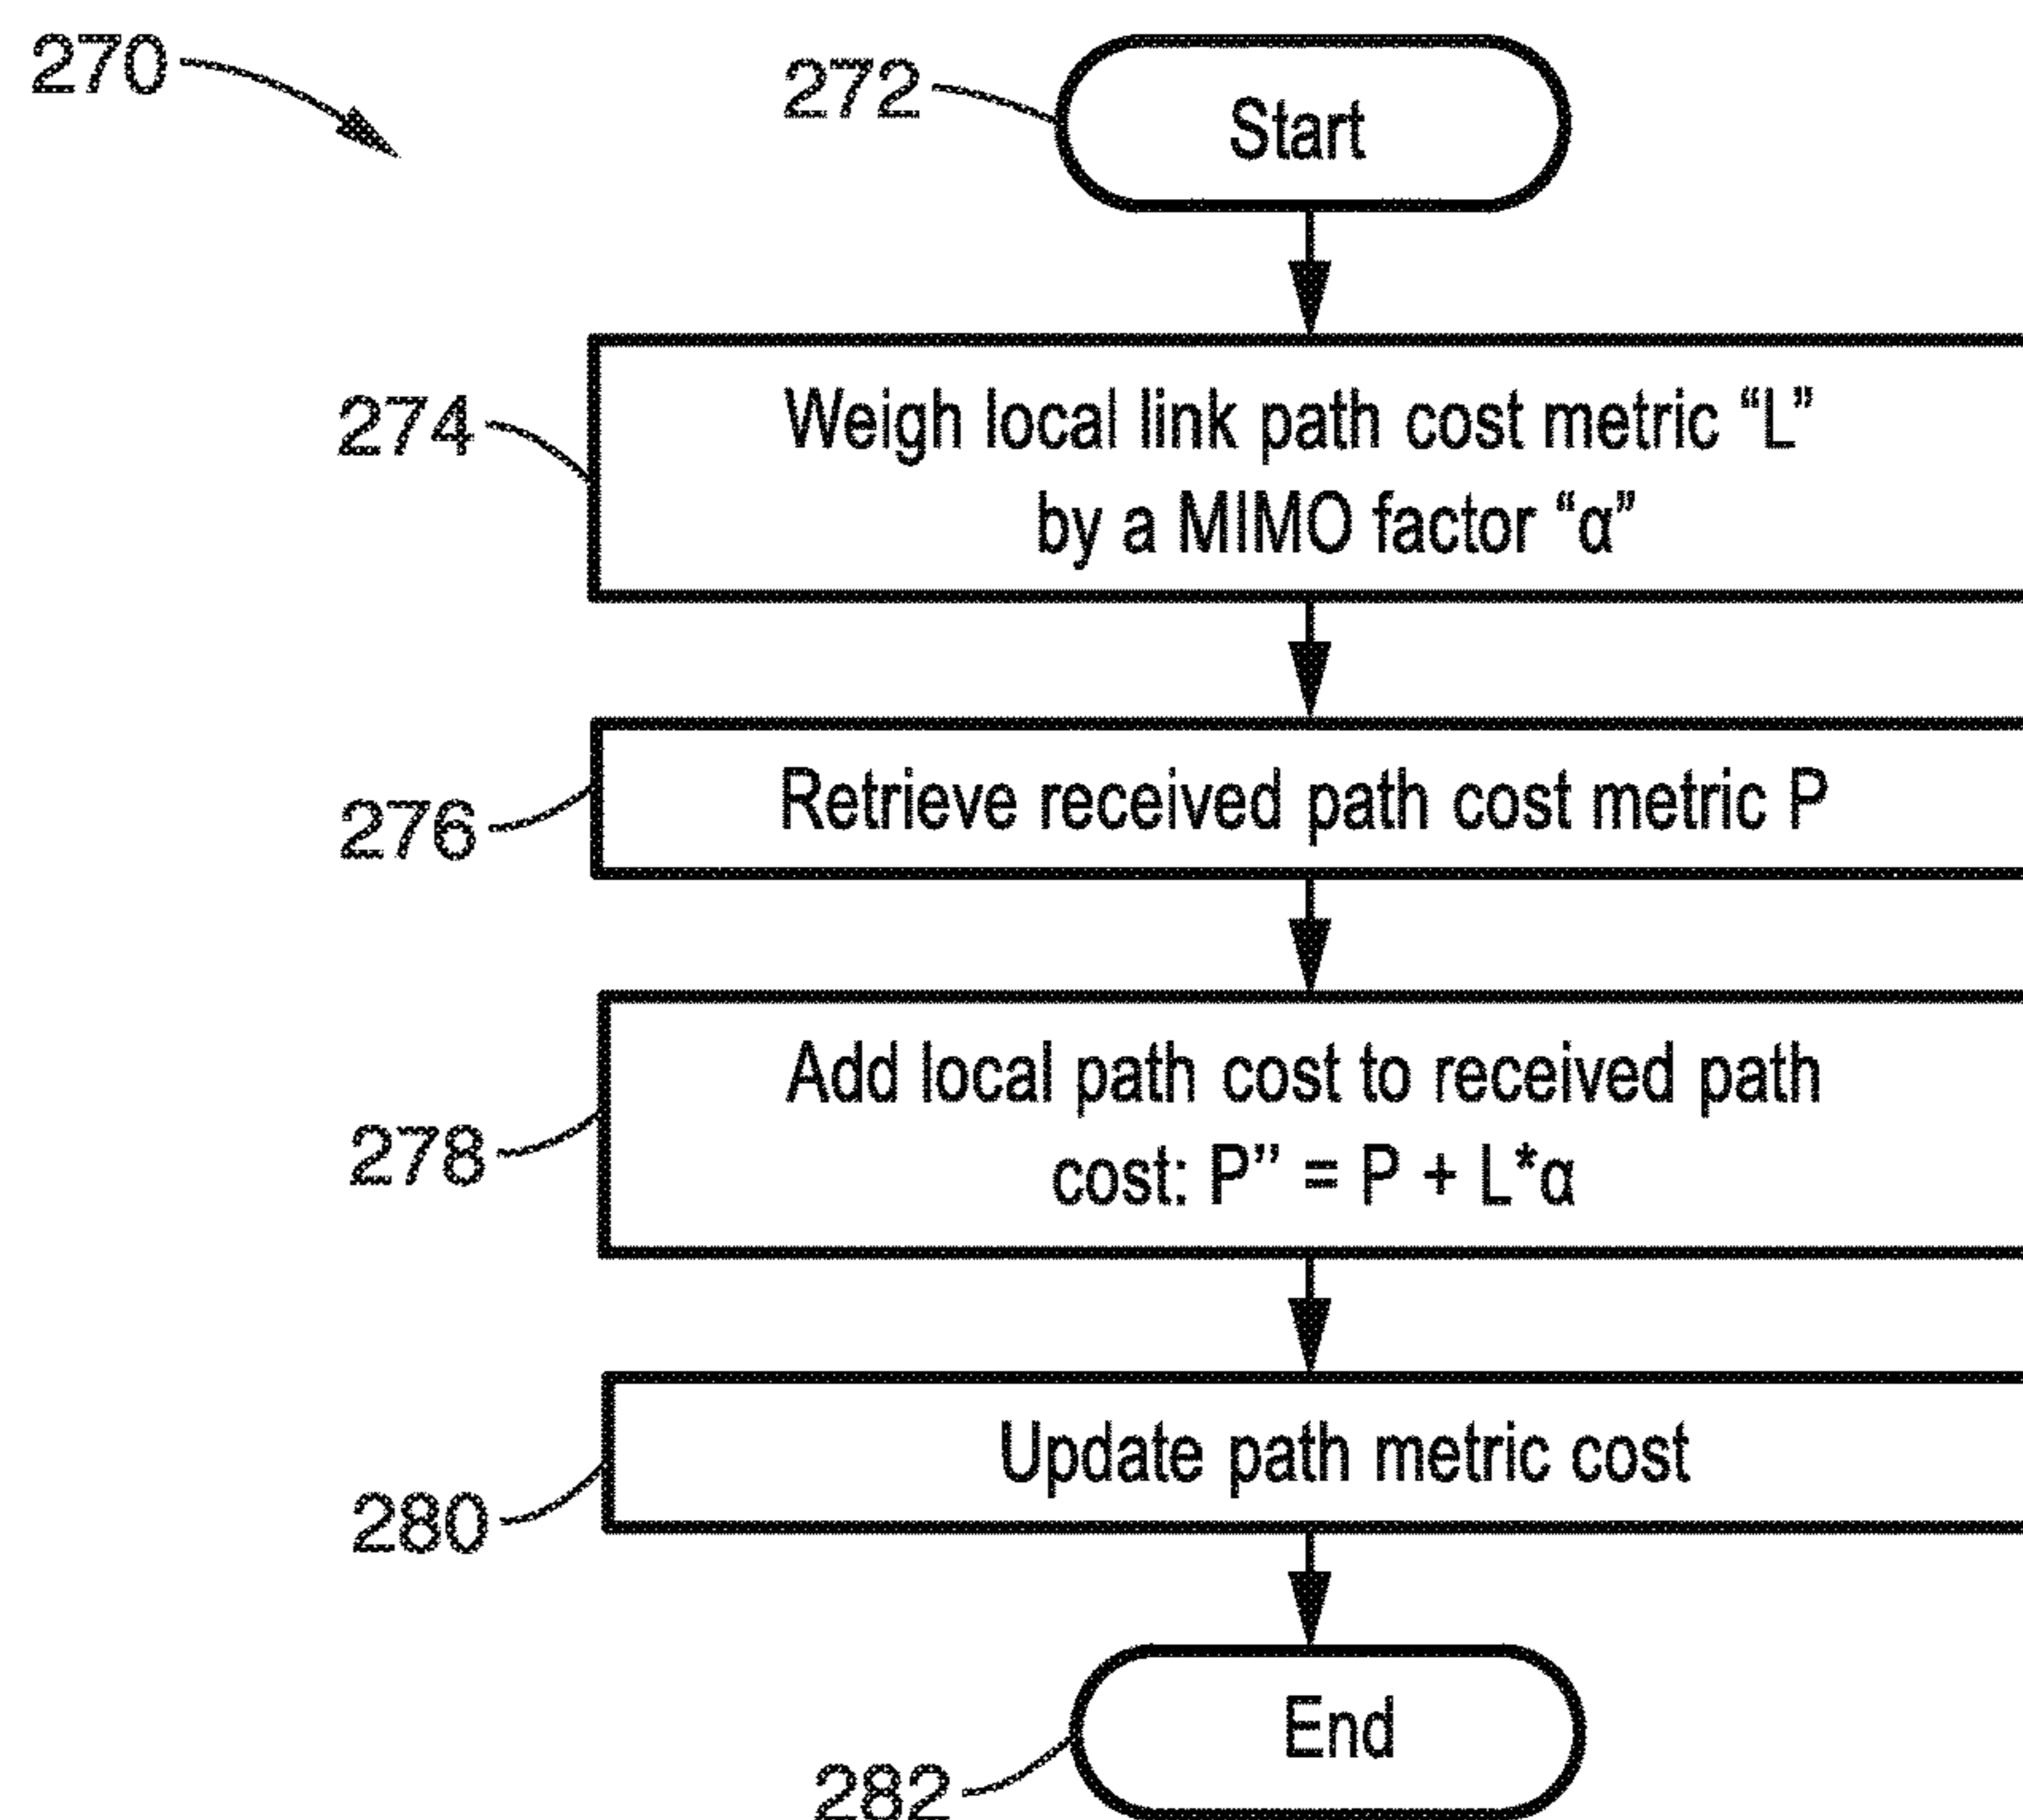 270
272
Start
274
Weigh local link path cost metric “L”
by a MIMO factor “α”
276
Retrieve received path cost metric P
278
Add local path cost to received path
cost: P’’ = P + L*α
280
Update path metric cost
End
282